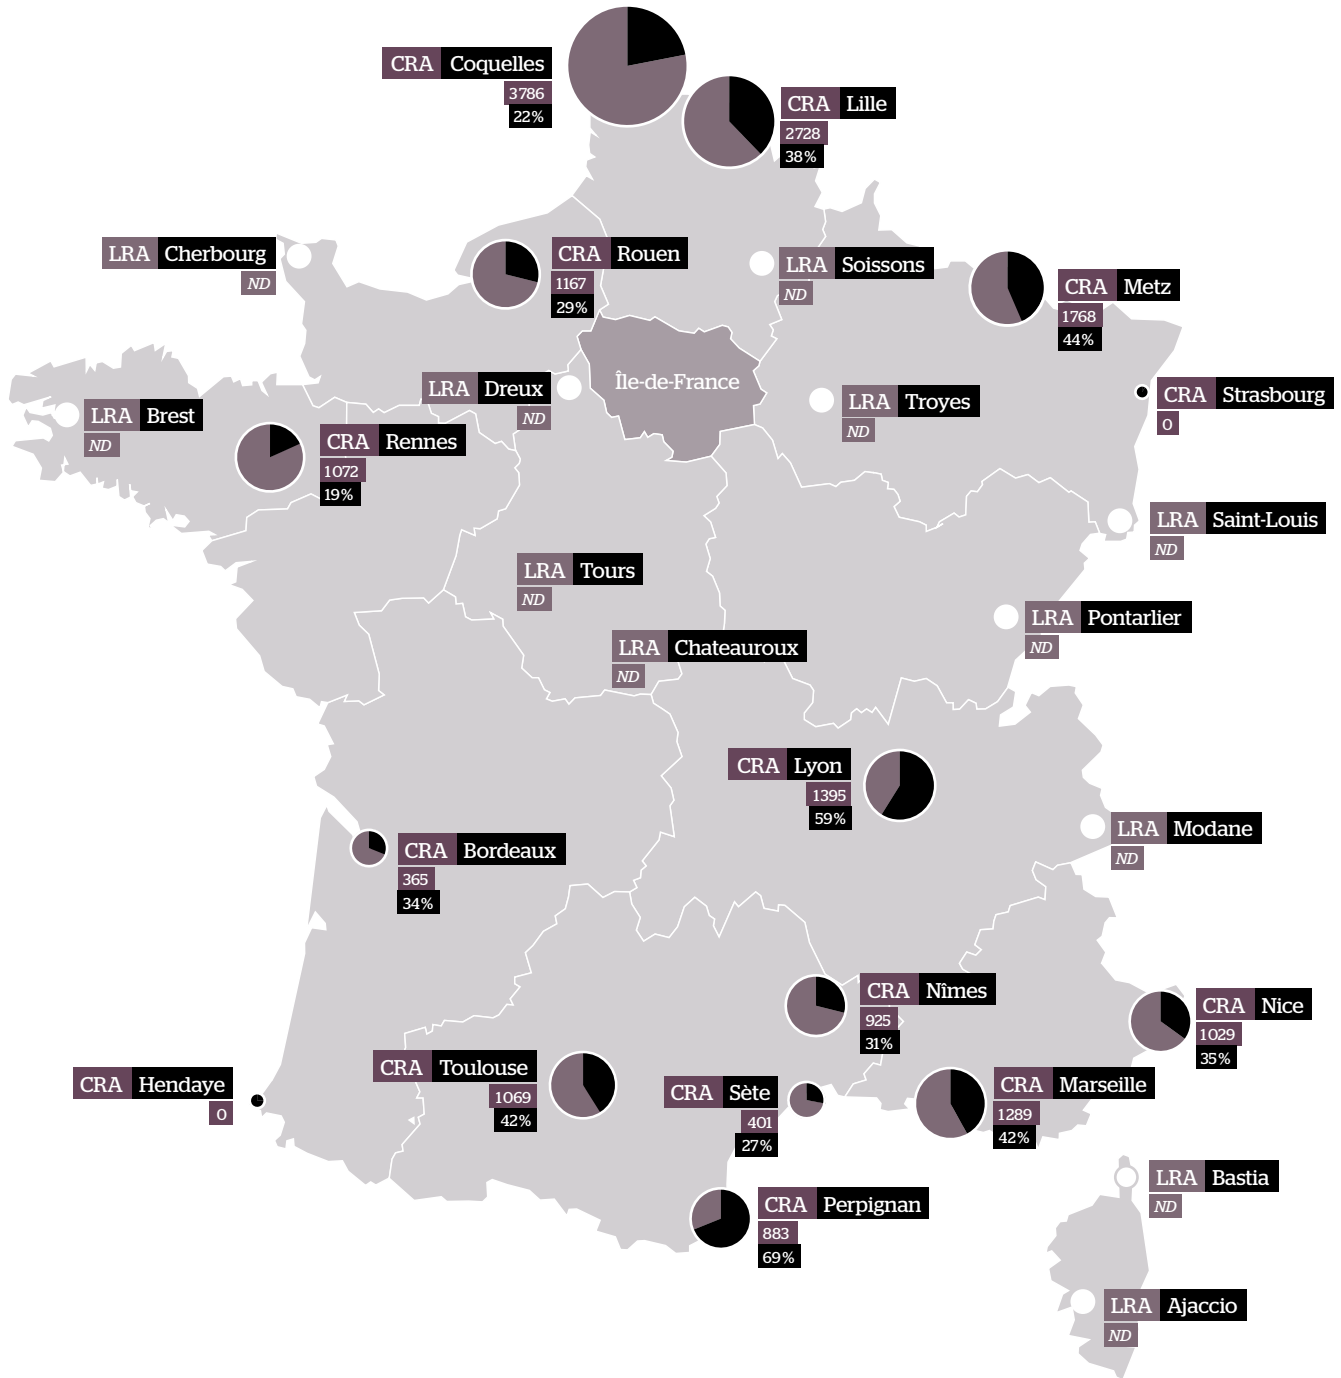 CRA Coquelles
3786
22%
CRA Lille
2728
38%
LRA Cherbourg
ND
CRA Rouen
1167
29%
LRA Soissons
ND
CRA Metz
1768
44%
Île-de-France
LRA Dreux
ND
LRA Troyes
ND
CRA Strasbourg
0
LRA Brest
ND
CRA Rennes
1072
19%
LRA Saint-Louis
ND
LRA Tours
ND
LRA Pontarlier
ND
LRA Chateauroux
ND
CRA Lyon
1395
59%
LRA Modane
ND
CRA Bordeaux
365
34%
CRA Nîmes
925
31%
CRA Nice
1029
35%
CRA Toulouse
1069
42%
CRA Hendaye
0
CRA Sète
401
27%
CRA Marseille
1289
42%
LRA Bastia
ND
CRA Perpignan
883
69%
LRA Ajaccio
ND